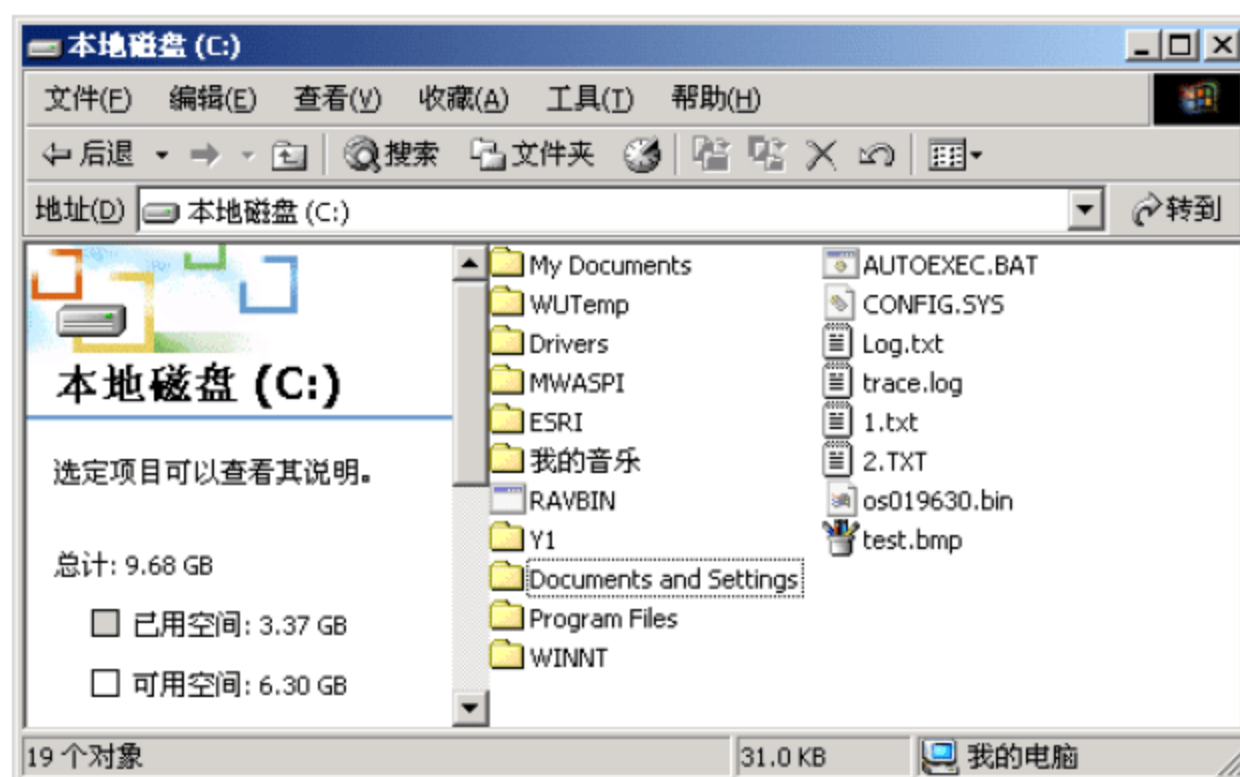 本地磁盘 (C:)
文件(F) 编辑(E) 查看(V) 收藏(A) 工具(T) 帮助(H)
后退 搜索 文件夹
地址(D) 本地磁盘 (C:) 转到
本地磁盘 (C:)
选定项目可以查看其说明。
总计: 9.68 GB
已用空间: 3.37 GB
可用空间: 6.30 GB
My Documents
WUTemp
Drivers
MWASPI
ESRI
我的音乐
RAVBIN
Y1
Documents and Settings
Program Files
WINNT
AUTOEXEC.BAT
CONFIG.SYS
Log.txt
trace.log
1.txt
2.TXT
os019630.bin
test.bmp
19 个对象 31.0 KB 我的电脑